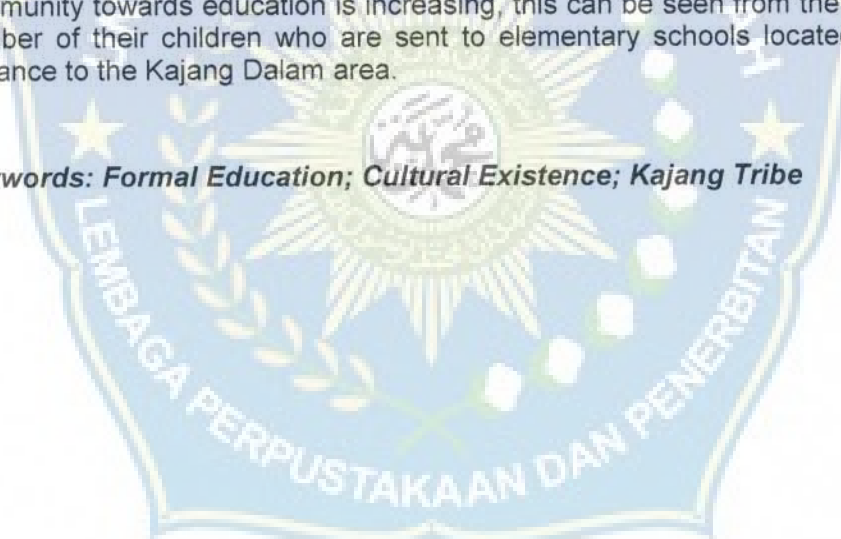 munity towards education is increasing, this can be seen from the
ber of their children who are sent to elementary schools locate
ance to the Kajang Dalam area.
words: Formal Education; Cultural Existence; Kajang Tribe
LEMBAGA PERPUSTAKAAN DAN PENERBITAN